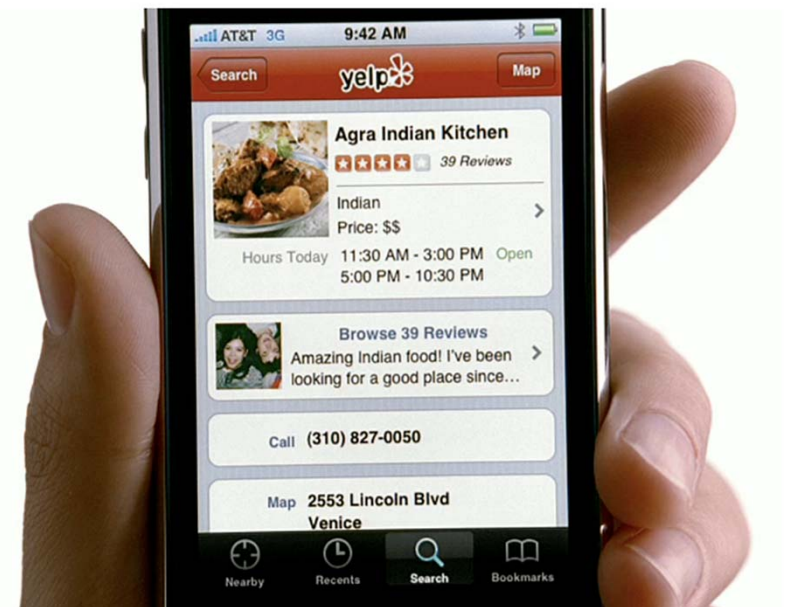 AT&T 3G 9:42 AM
Search yelp Map
Agra Indian Kitchen
39 Reviews
Indian
Price: $$
Hours Today 11:30 AM - 3:00 PM Open
5:00 PM - 10:30 PM
Browse 39 Reviews
Amazing Indian food! I've been
looking for a good place since...
Call (310) 827-0050
Map 2553 Lincoln Blvd
Venice
Nearby Recents Search Bookmarks